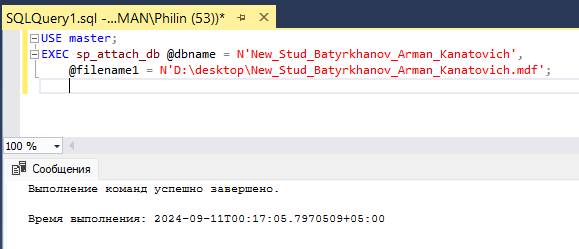 SQLQuery1.sql -...MAN\Philin (53))*
USE master;
EXEC sp_attach_db @dbname = N'New_Stud_Batyrkhanov_Arman_Kanatovich',
@filename1 = N'D:\desktop\New_Stud_Batyrkhanov_Arman_Kanatovich.mdf';
100 %
Сообщения
Выполнение команд успешно завершено.
Время выполнения: 2024-09-11T00:17:05.7970509+05:00